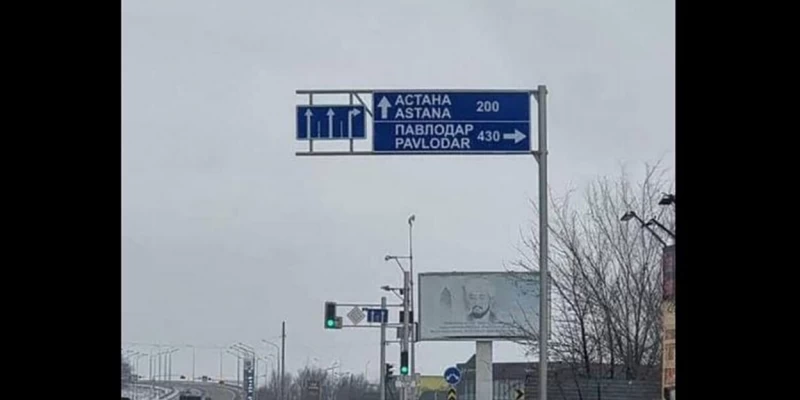 АСТАНА 200
ASTANA
ПАВЛОДАР 430
PAVLODAR